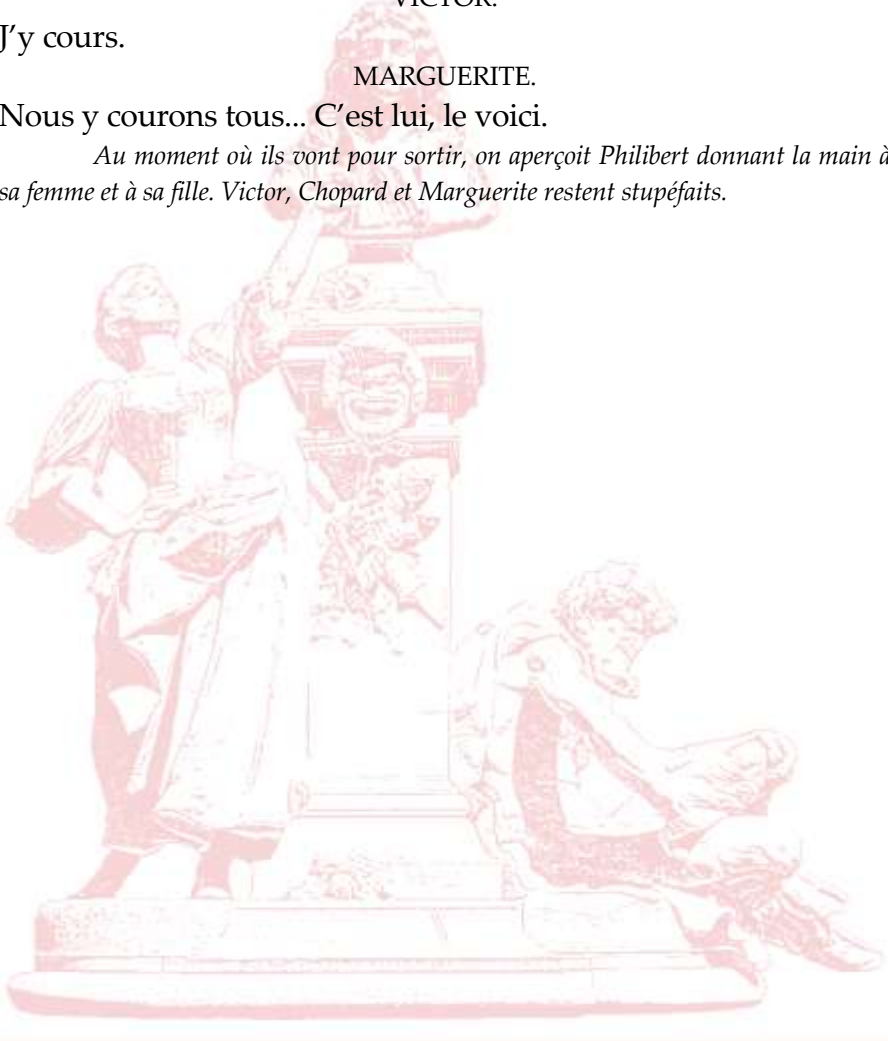 VICTOR.
J’y cours.
MARGUERITE.
Nous y courons tous... C’est lui, le voici.
Au moment où ils vont pour sortir, on aperçoit Philibert donnant la main à
sa femme et à sa fille. Victor, Chopard et Marguerite restent stupéfaits.